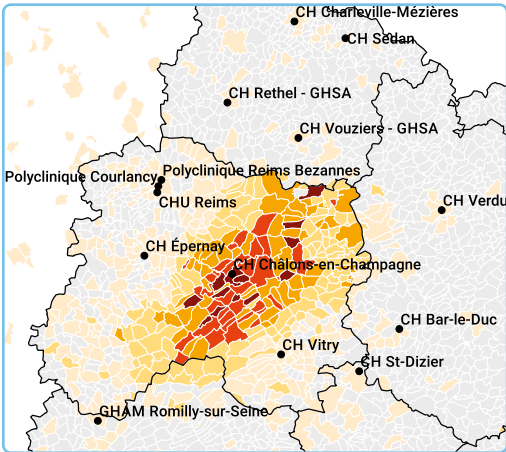 CH Charleville-Mézières
CH Sedan
CH Rethel - GHSA
CH Vouziers - GHSA
Polyclinique Reims Bezannes
Polyclinique Courlancy
CHU Reims
CH Verdu
CH Épernay
CH Châlons-en-Champagne
CH Bar-le-Duc
CH Vitry
CH St-Dizier
GHAM Romilly-sur-Seine